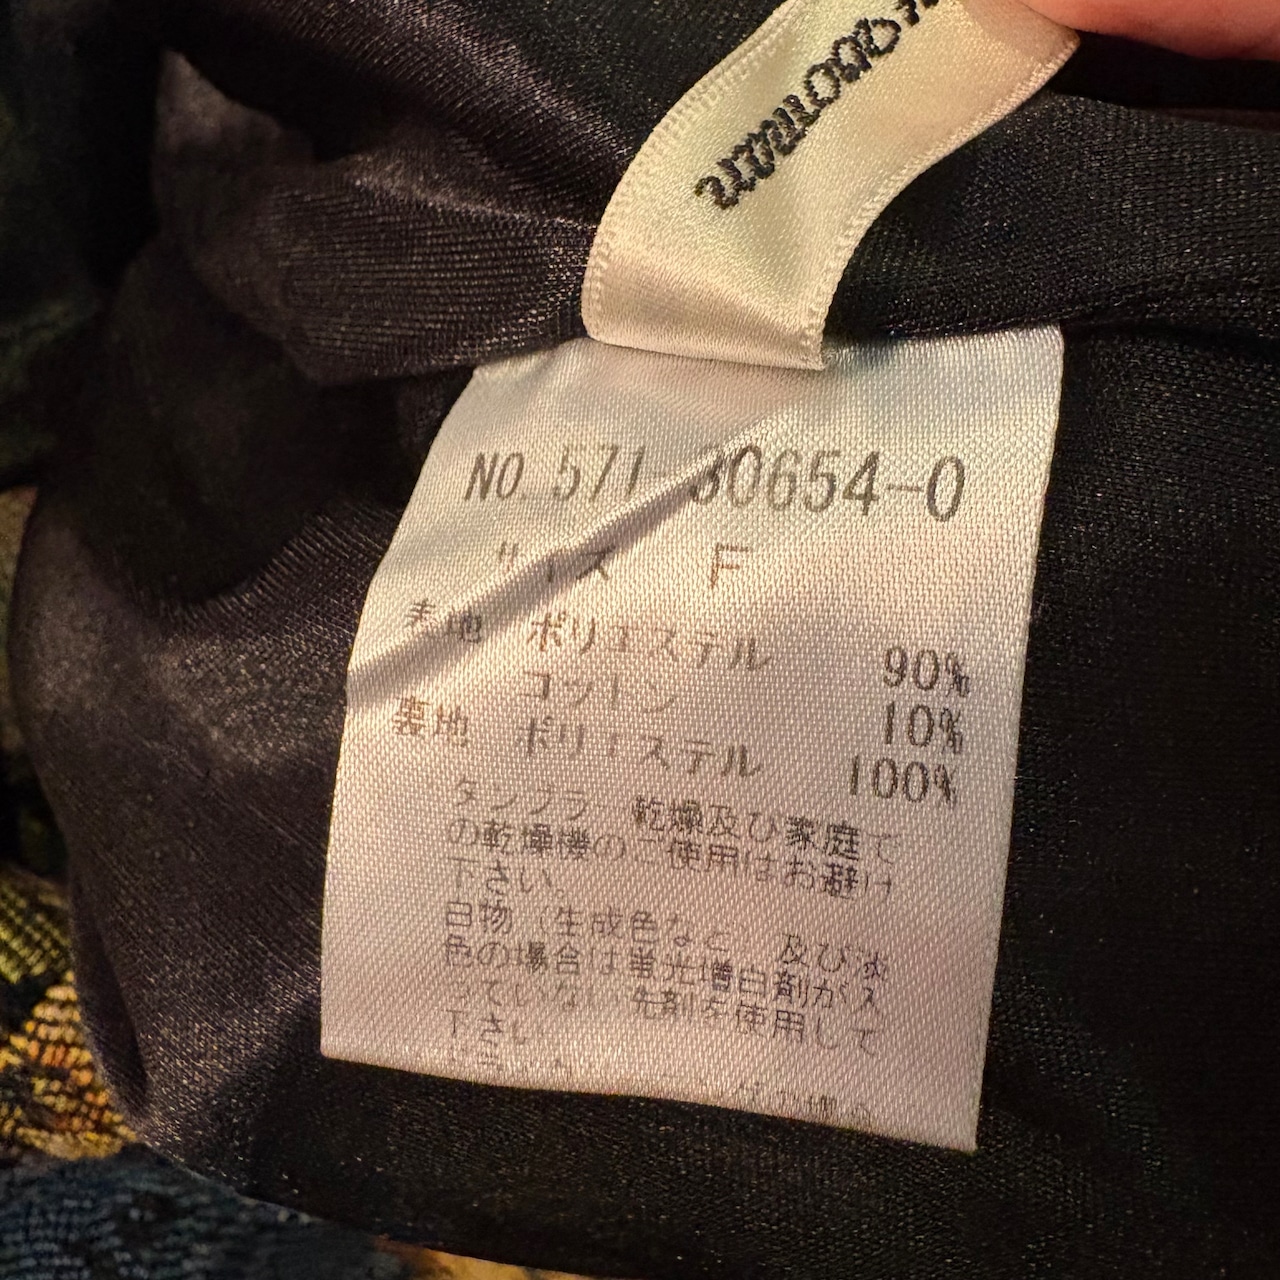 NO. 571-30654-0
サイズ F
表地 ポリエステル 90%
コットン 10%
裏地 ポリエステル 100%
タンブラー乾燥及び家庭で
の乾燥機のご使用はお避け
下さい。
白物（生成色など）及び淡
色の場合は蛍光増白剤が入
っていない洗剤を使用して
下さい